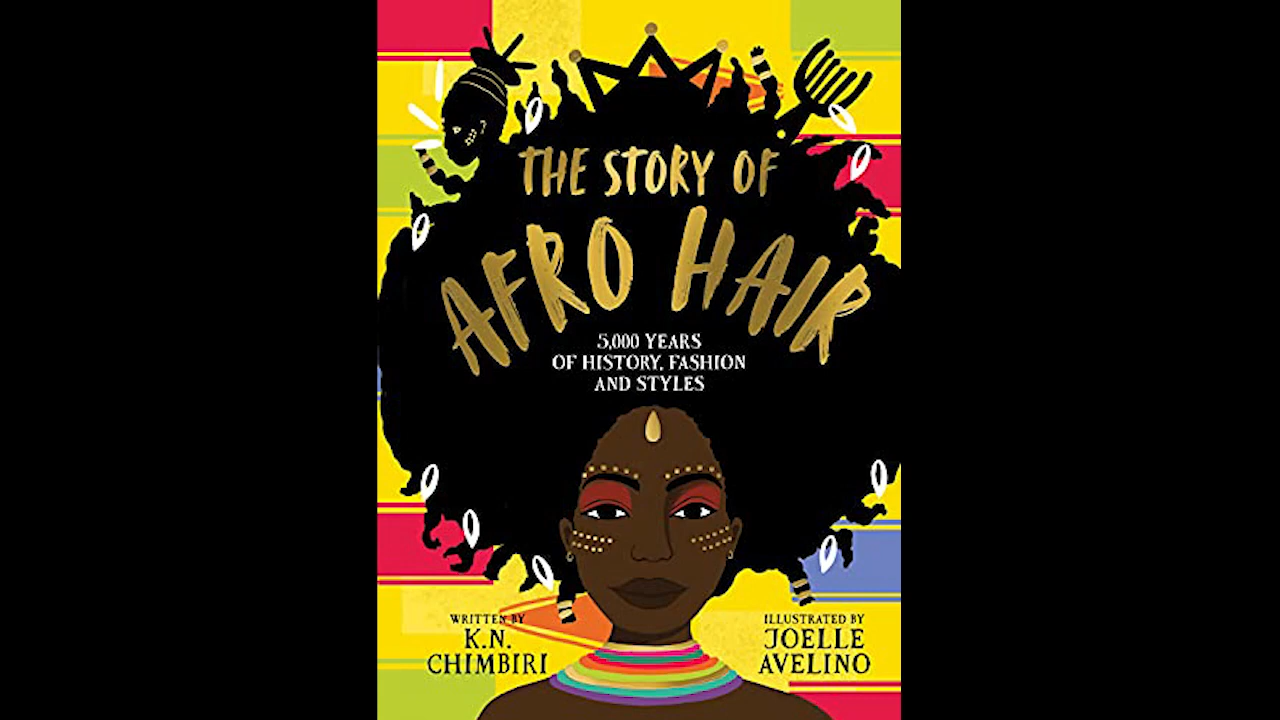 THE STORY OF
AFRO HAIR
5,000 YEARS
OF HISTORY, FASHION
AND STYLES
WRITTEN BY
K.N.
CHIMBIRI
ILLUSTRATED BY
JOELLE
AVELINO